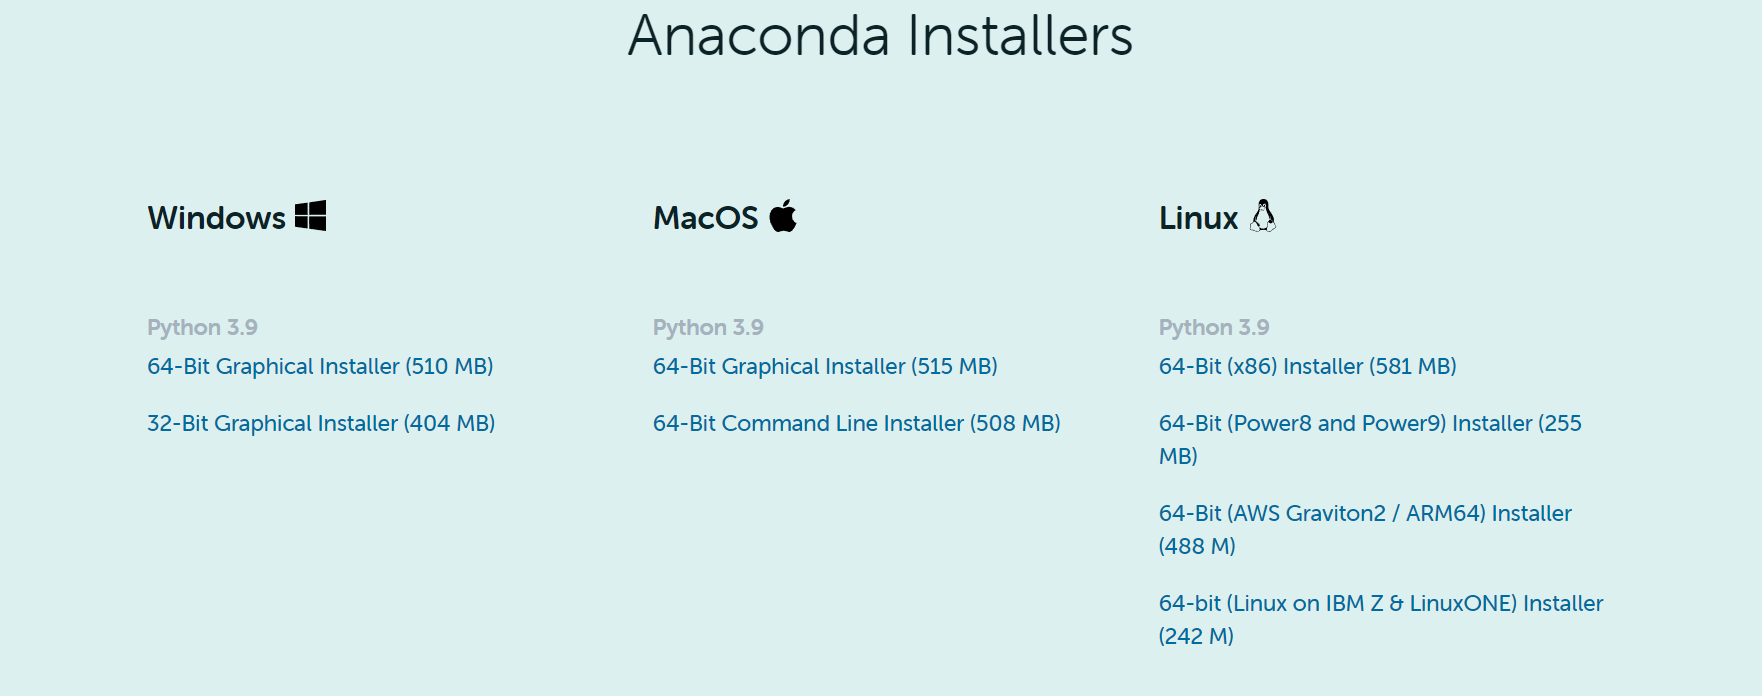 Anaconda Installers
Windows
Python 3.9
64-Bit Graphical Installer (510 MB)
32-Bit Graphical Installer (404 MB)
MacOS
Python 3.9
64-Bit Graphical Installer (515 MB)
64-Bit Command Line Installer (508 MB)
Linux
Python 3.9
64-Bit (x86) Installer (581 MB)
64-Bit (Power8 and Power9) Installer (255
MB)
64-Bit (AWS Graviton2 / ARM64) Installer
(488 M)
64-bit (Linux on IBM Z & LinuxONE) Installer
(242 M)